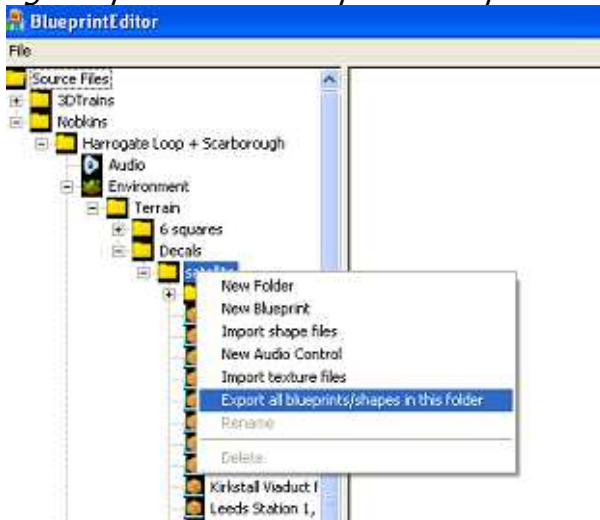 BlueprintEditor
File
Source Files
3DTrains
Nobkins
Harrogate Loop + Scarborough
Audio
Environment
Terrain
6 squares
Decals
New Folder
New Blueprint
Import shape files
New Audio Control
Import texture files
Export all blueprints/shapes in this folder
Rename
Delete
Kirkstall Viaduct f
Leeds Station 1,